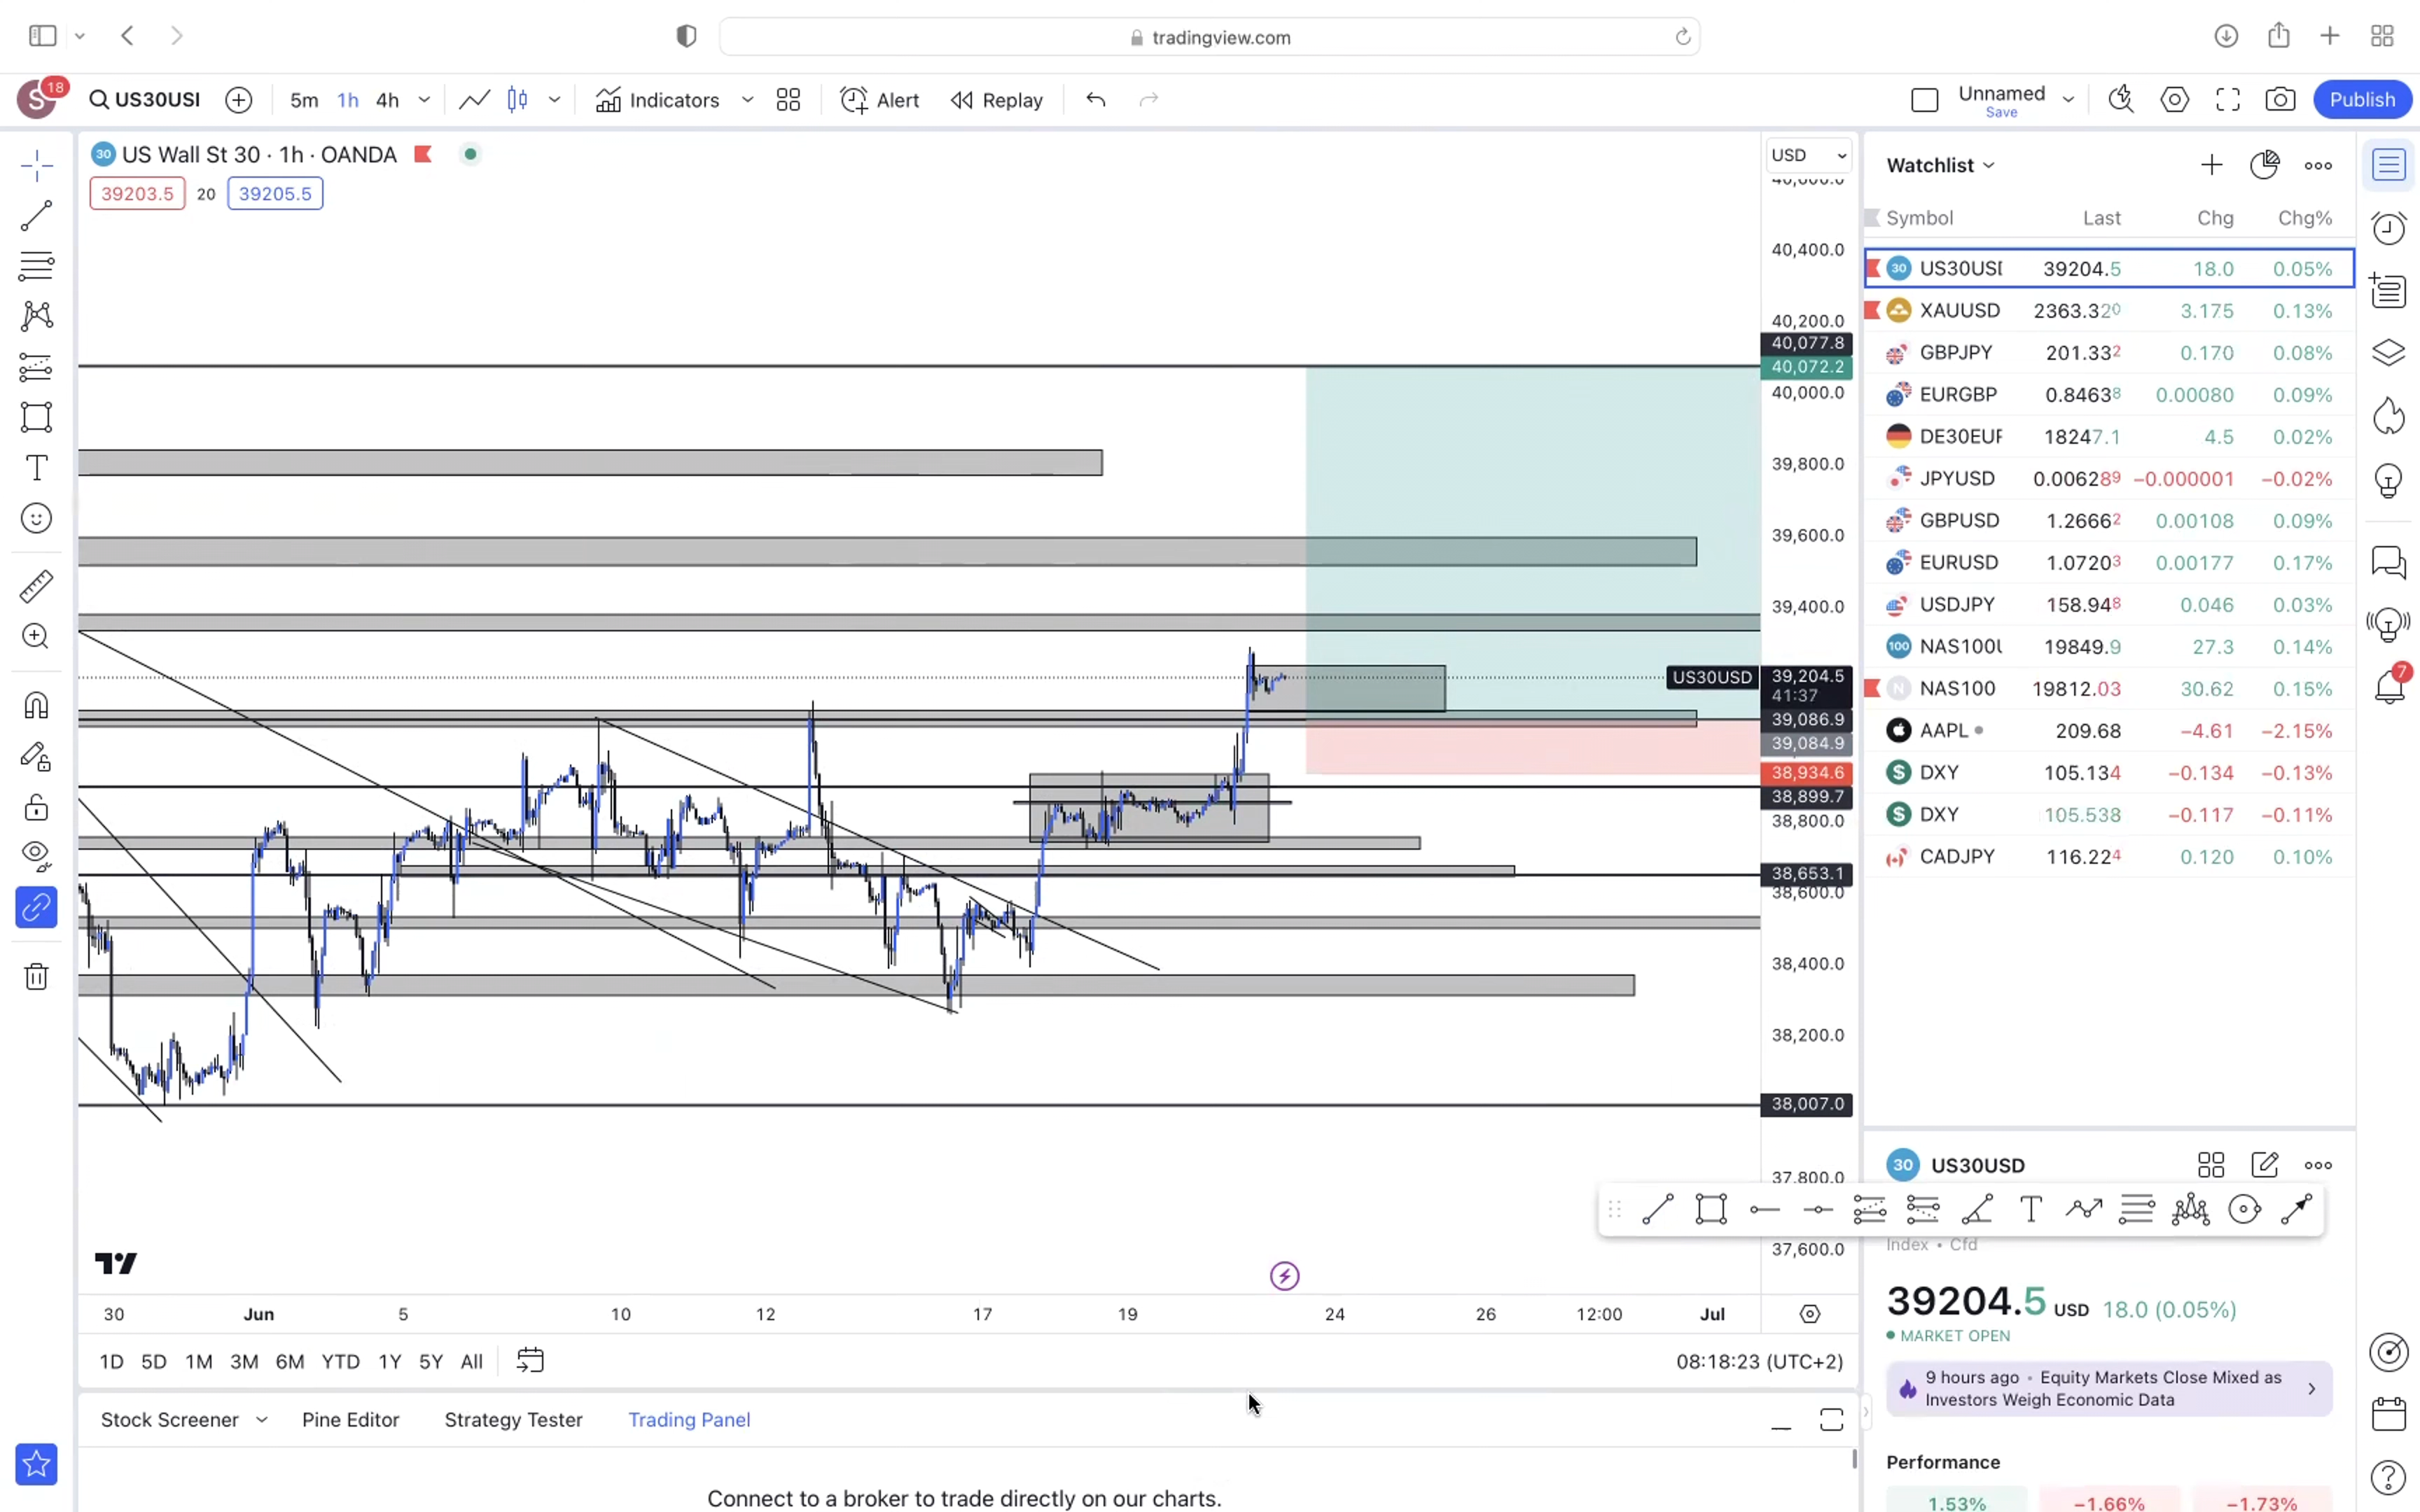 tradingview.com
S 18 US30USI 5m 1h 4h Indicators Alert Replay Unnamed Save Publish
30 US Wall St 30 · 1h · OANDA
39203.5 20 39205.5
USD
40,400.0
40,200.0
40,077.8
40,072.2
40,000.0
39,800.0
39,600.0
39,400.0
US30USD 39,204.5
41:37
39,086.9
39,084.9
38,934.6
38,899.7
38,800.0
38,653.1
38,600.0
38,400.0
38,200.0
38,007.0
37,800.0
37,600.0
30 Jun 5 10 12 17 19 24 26 12:00 Jul
1D 5D 1M 3M 6M YTD 1Y 5Y All 08:18:23 (UTC+2)
Stock Screener Pine Editor Strategy Tester Trading Panel
Connect to a broker to trade directly on our charts.
Watchlist
Symbol Last Chg Chg%
30 US30USI 39204.5 18.0 0.05%
XAUUSD 2363.320 3.175 0.13%
GBPJPY 201.332 0.170 0.08%
EURGBP 0.84638 0.00080 0.09%
DE30EUF 18247.1 4.5 0.02%
JPYUSD 0.006289 −0.000001 −0.02%
GBPUSD 1.26662 0.00108 0.09%
EURUSD 1.07203 0.00177 0.17%
USDJPY 158.948 0.046 0.03%
100 NAS100U 19849.9 27.3 0.14%
N NAS100 19812.03 30.62 0.15%
AAPL 209.68 −4.61 −2.15%
$ DXY 105.134 −0.134 −0.13%
$ DXY 105.538 −0.117 −0.11%
CADJPY 116.224 0.120 0.10%
30 US30USD
Index • Cfd
39204.5 USD 18.0 (0.05%)
MARKET OPEN
9 hours ago • Equity Markets Close Mixed as
Investors Weigh Economic Data
Performance
1.53% −1.66% −1.73%
7